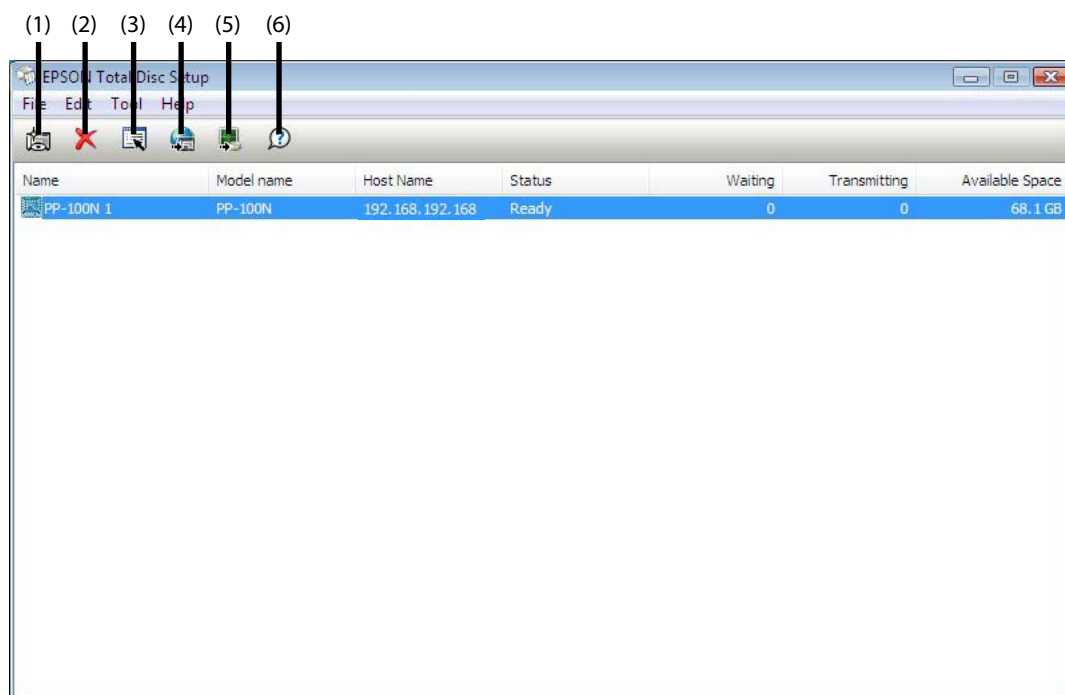 (1) (2) (3) (4) (5) (6)
EPSON Total Disc Setup
File Edit Tool Help
Name Model name Host Name Status Waiting Transmitting Available Space
PP-100N 1 PP-100N 192.168.192.168 Ready 0 0 68.1 GB